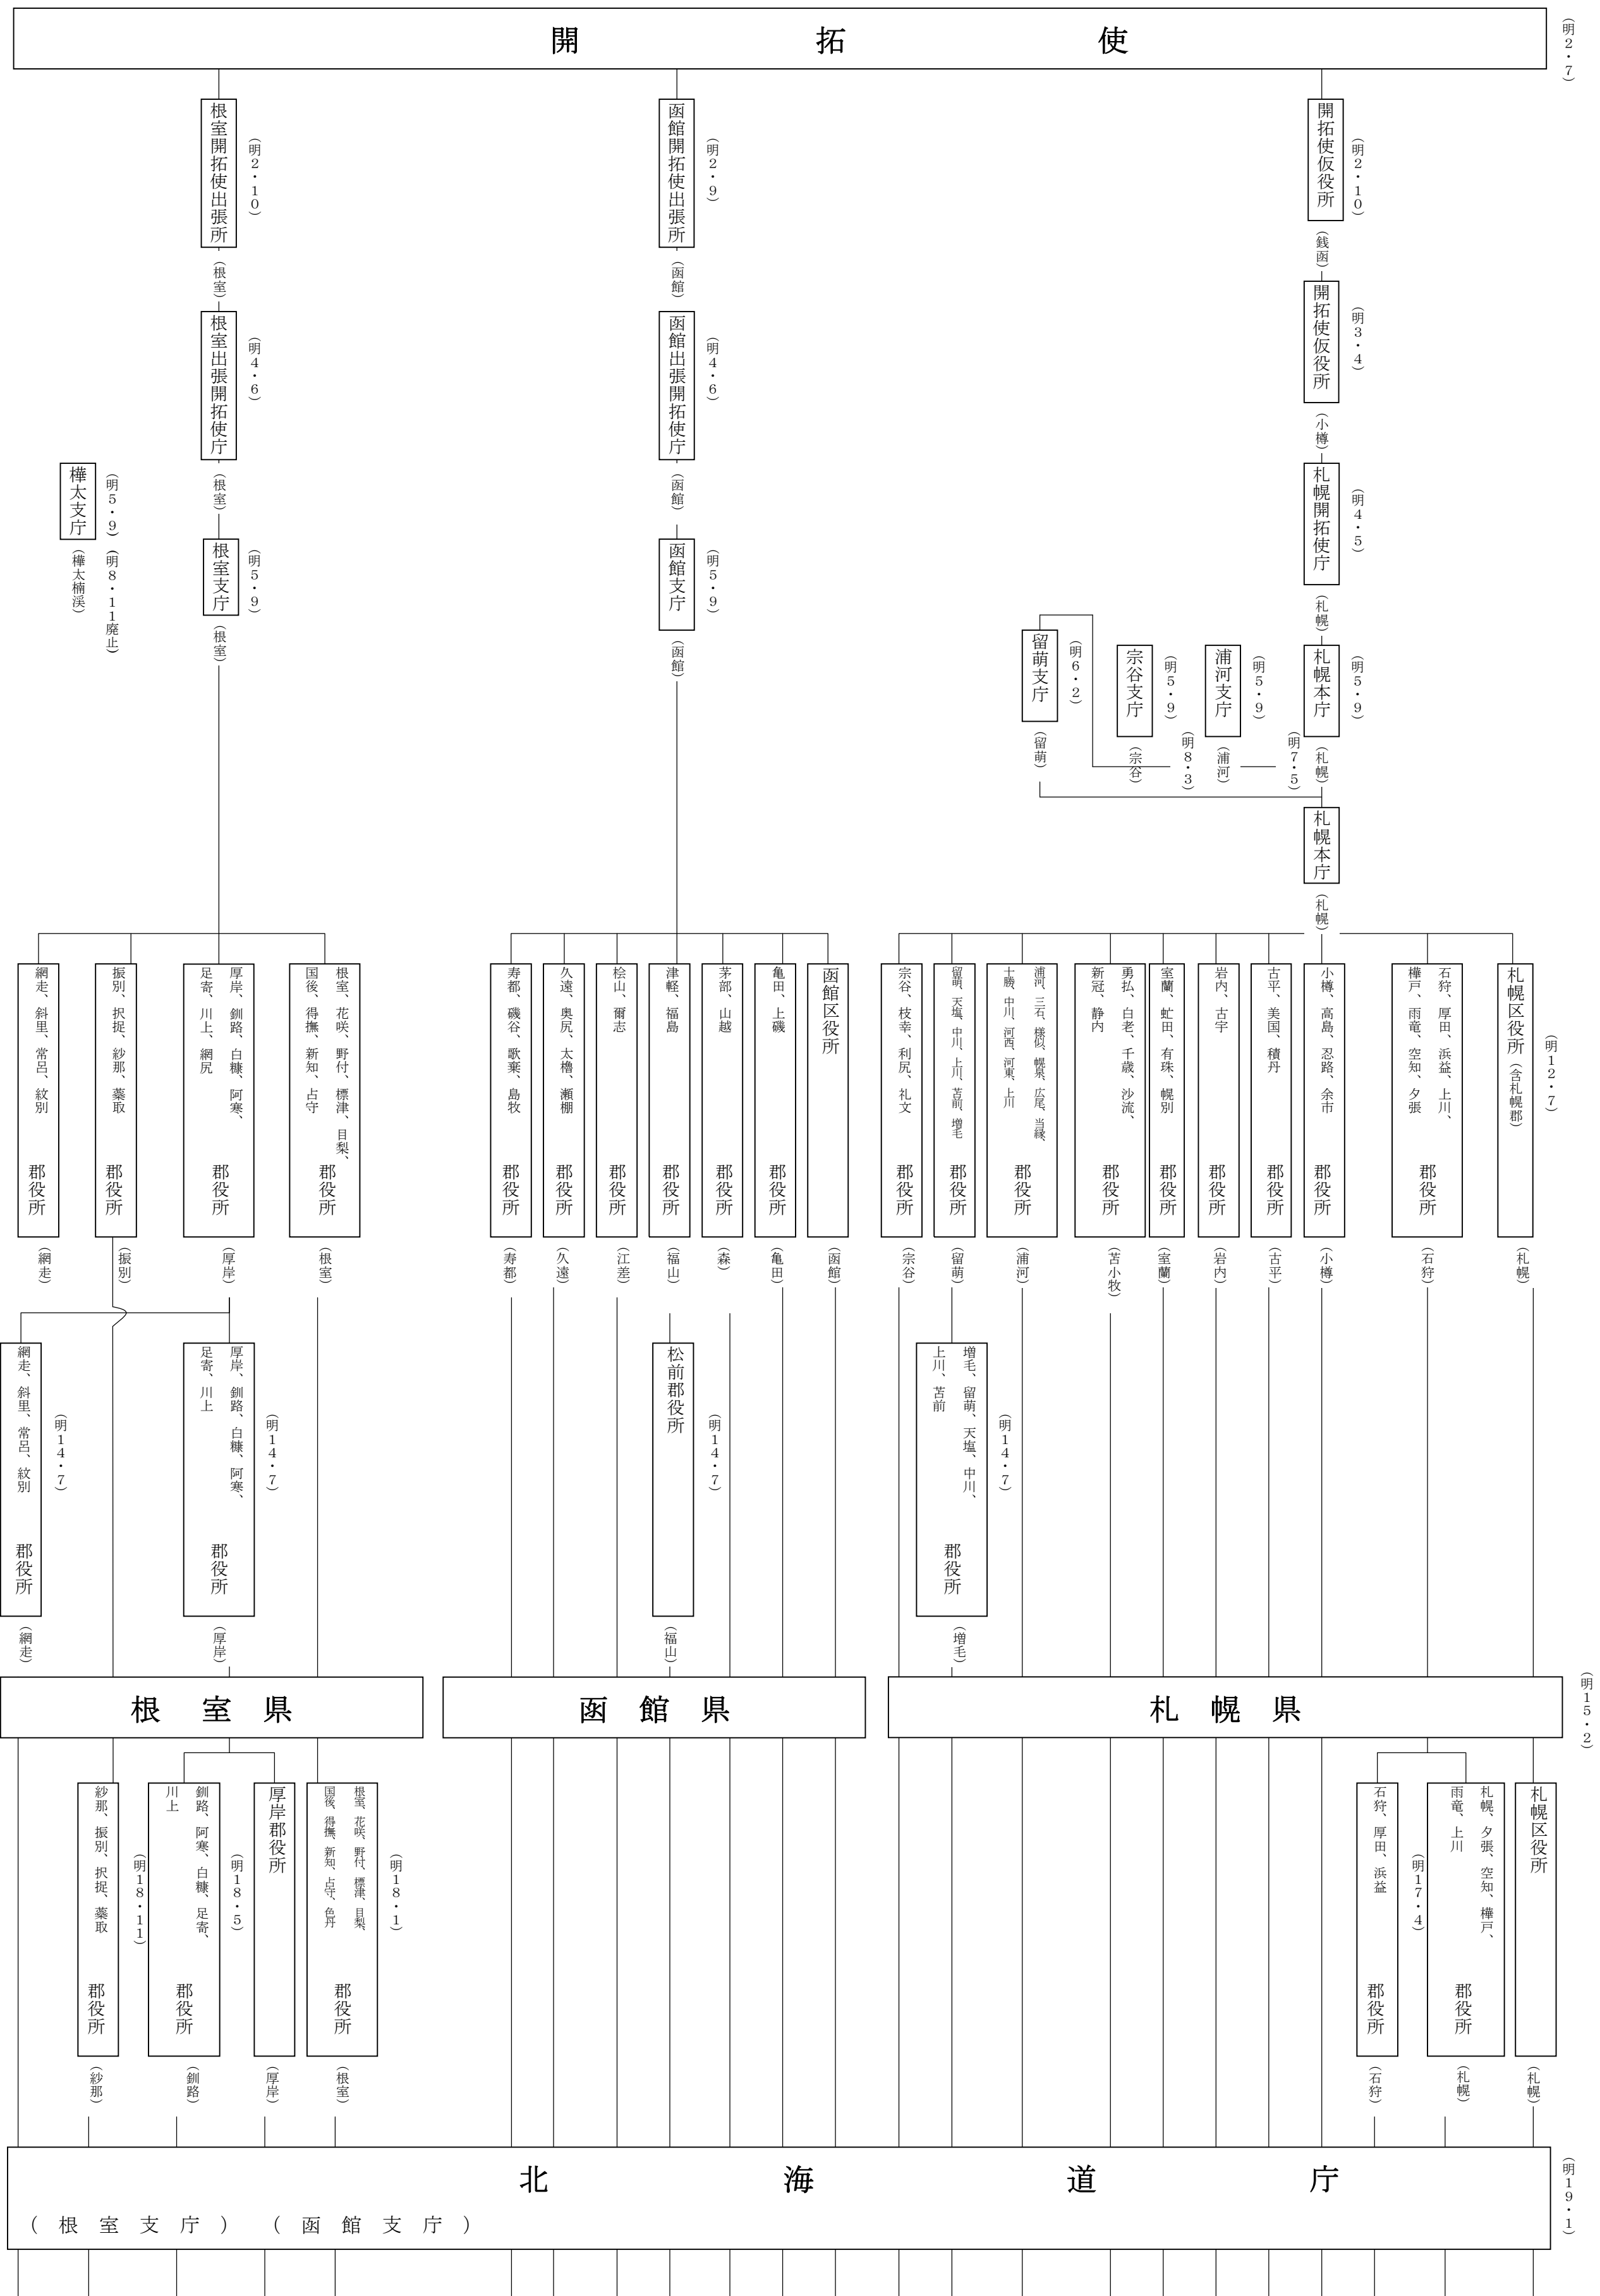 開拓使
（明２・７）
開拓使仮役所
（明２・１０）
（銭函）
開拓使仮役所
（明３・４）
（小樽）
札幌開拓使庁
（明４・５）
（札幌）
札幌本庁
（明５・９）
（札幌）
（明７・５）
浦河支庁
（明５・９）
（浦河）
（明８・３）
宗谷支庁
（明５・９）
（宗谷）
留萌支庁
（明６・２）
（留萌）
札幌本庁
（札幌）
函館開拓使出張所
（明２・９）
（函館）
函館出張開拓使庁
（明４・６）
（函館）
函館支庁
（明５・９）
（函館）
根室開拓使出張所
（明２・１０）
（根室）
根室出張開拓使庁
（明４・６）
（根室）
根室支庁
（明５・９）
（根室）
樺太支庁
（明５・９）（明８・１１廃止）
（樺太楠渓）
（明１２・７）
札幌区役所（含札幌郡）
（札幌）
石狩、厚田、浜益、上川、
樺戸、雨竜、空知、夕張
郡役所
（石狩）
小樽、高島、忍路、余市
郡役所
（小樽）
古平、美国、積丹
郡役所
（古平）
岩内、古宇
郡役所
（岩内）
室蘭、虻田、有珠、幌別
郡役所
（室蘭）
勇払、白老、千歳、沙流、
新冠、静内
郡役所
（苫小牧）
浦河、三石、様似、幌泉、広尾、当縁、
十勝、中川、河西、河東、上川
郡役所
（浦河）
留萌、天塩、中川、上川、苫前、増毛
郡役所
（留萌）
宗谷、枝幸、利尻、礼文
郡役所
（宗谷）
函館区役所
（函館）
亀田、上磯
郡役所
（亀田）
茅部、山越
郡役所
（森）
津軽、福島
郡役所
（福山）
桧山、爾志
郡役所
（江差）
久遠、奥尻、太櫓、瀬棚
郡役所
（久遠）
寿都、磯谷、歌棄、島牧
郡役所
（寿都）
根室、花咲、野付、標津、目梨、
国後、得撫、新知、占守
郡役所
（根室）
厚岸、釧路、白糠、阿寒、
足寄、川上、網尻
郡役所
（厚岸）
振別、択捉、紗那、蘂取
郡役所
（振別）
網走、斜里、常呂、紋別
郡役所
（網走）
（明１４・７）
増毛、留萌、天塩、中川、
上川、苫前
郡役所
（増毛）
（明１４・７）
松前郡役所
（福山）
（明１４・７）
厚岸、釧路、白糠、阿寒、
足寄、川上
郡役所
（厚岸）
（明１４・７）
網走、斜里、常呂、紋別
郡役所
（網走）
（明１５・２）
札幌県
函館県
根室県
札幌区役所
（札幌）
札幌、夕張、空知、樺戸、
雨竜、上川
郡役所
（札幌）
（明１７・４）
石狩、厚田、浜益
郡役所
（石狩）
（明１８・１）
根室、花咲、野付、標津、目梨、
国後、得撫、新知、占守、色丹
郡役所
（根室）
厚岸郡役所
（厚岸）
（明１８・５）
釧路、阿寒、白糠、足寄、
川上
郡役所
（釧路）
（明１８・１１）
紗那、振別、択捉、蘂取
郡役所
（紗那）
（明１９・１）
北海道庁
（根室支庁）（函館支庁）